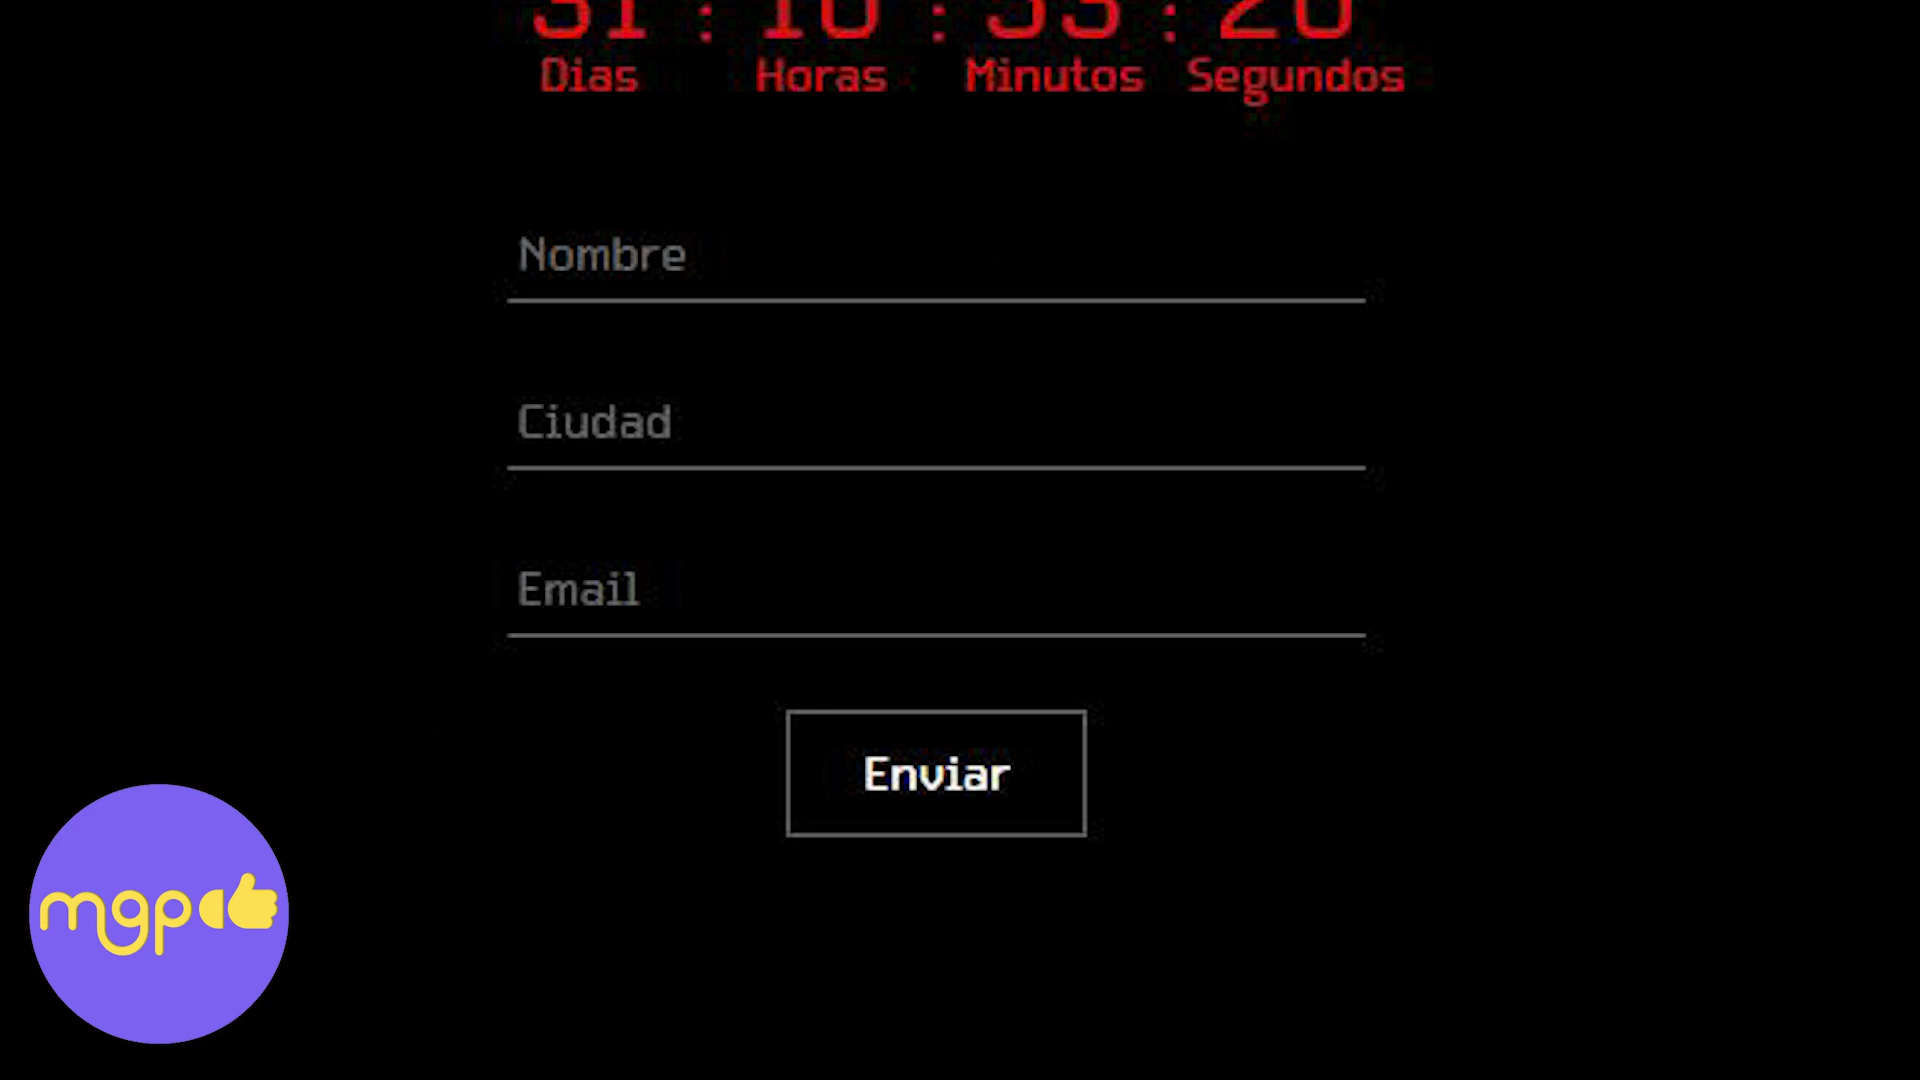 Dias Horas Minutos Segundos
Nombre
Ciudad
Email
Enviar
mgp